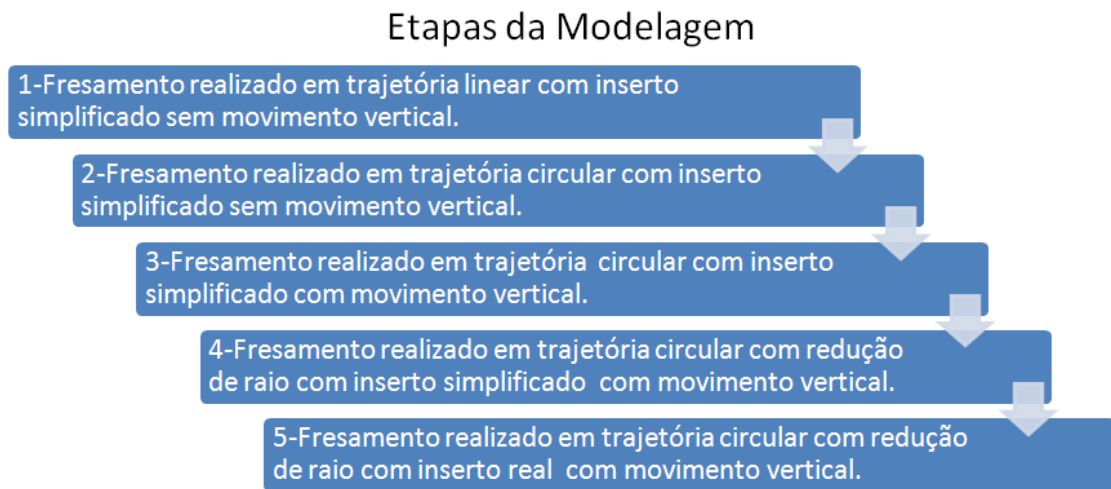 Etapas da Modelagem
1-Fresamento realizado em trajetória linear com inserto
simplificado sem movimento vertical.
2-Fresamento realizado em trajetória circular com inserto
simplificado sem movimento vertical.
3-Fresamento realizado em trajetória circular com inserto
simplificado com movimento vertical.
4-Fresamento realizado em trajetória circular com redução
de raio com inserto simplificado com movimento vertical.
5-Fresamento realizado em trajetória circular com redução
de raio com inserto real com movimento vertical.